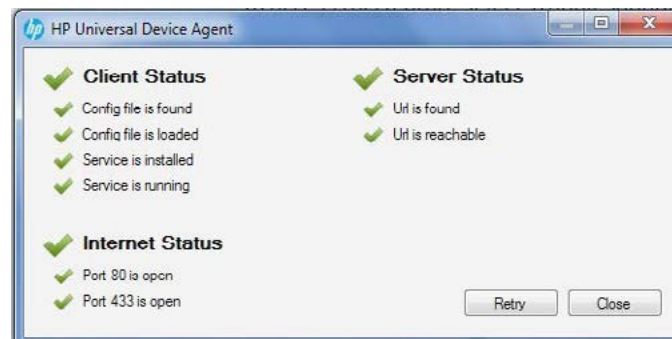 HP Universal Device Agent
Client Status
Config file is found
Config file is loaded
Service is installed
Service is running
Server Status
Url is found
Url is reachable
Internet Status
Port 80 is open
Port 433 is open
Retry
Close